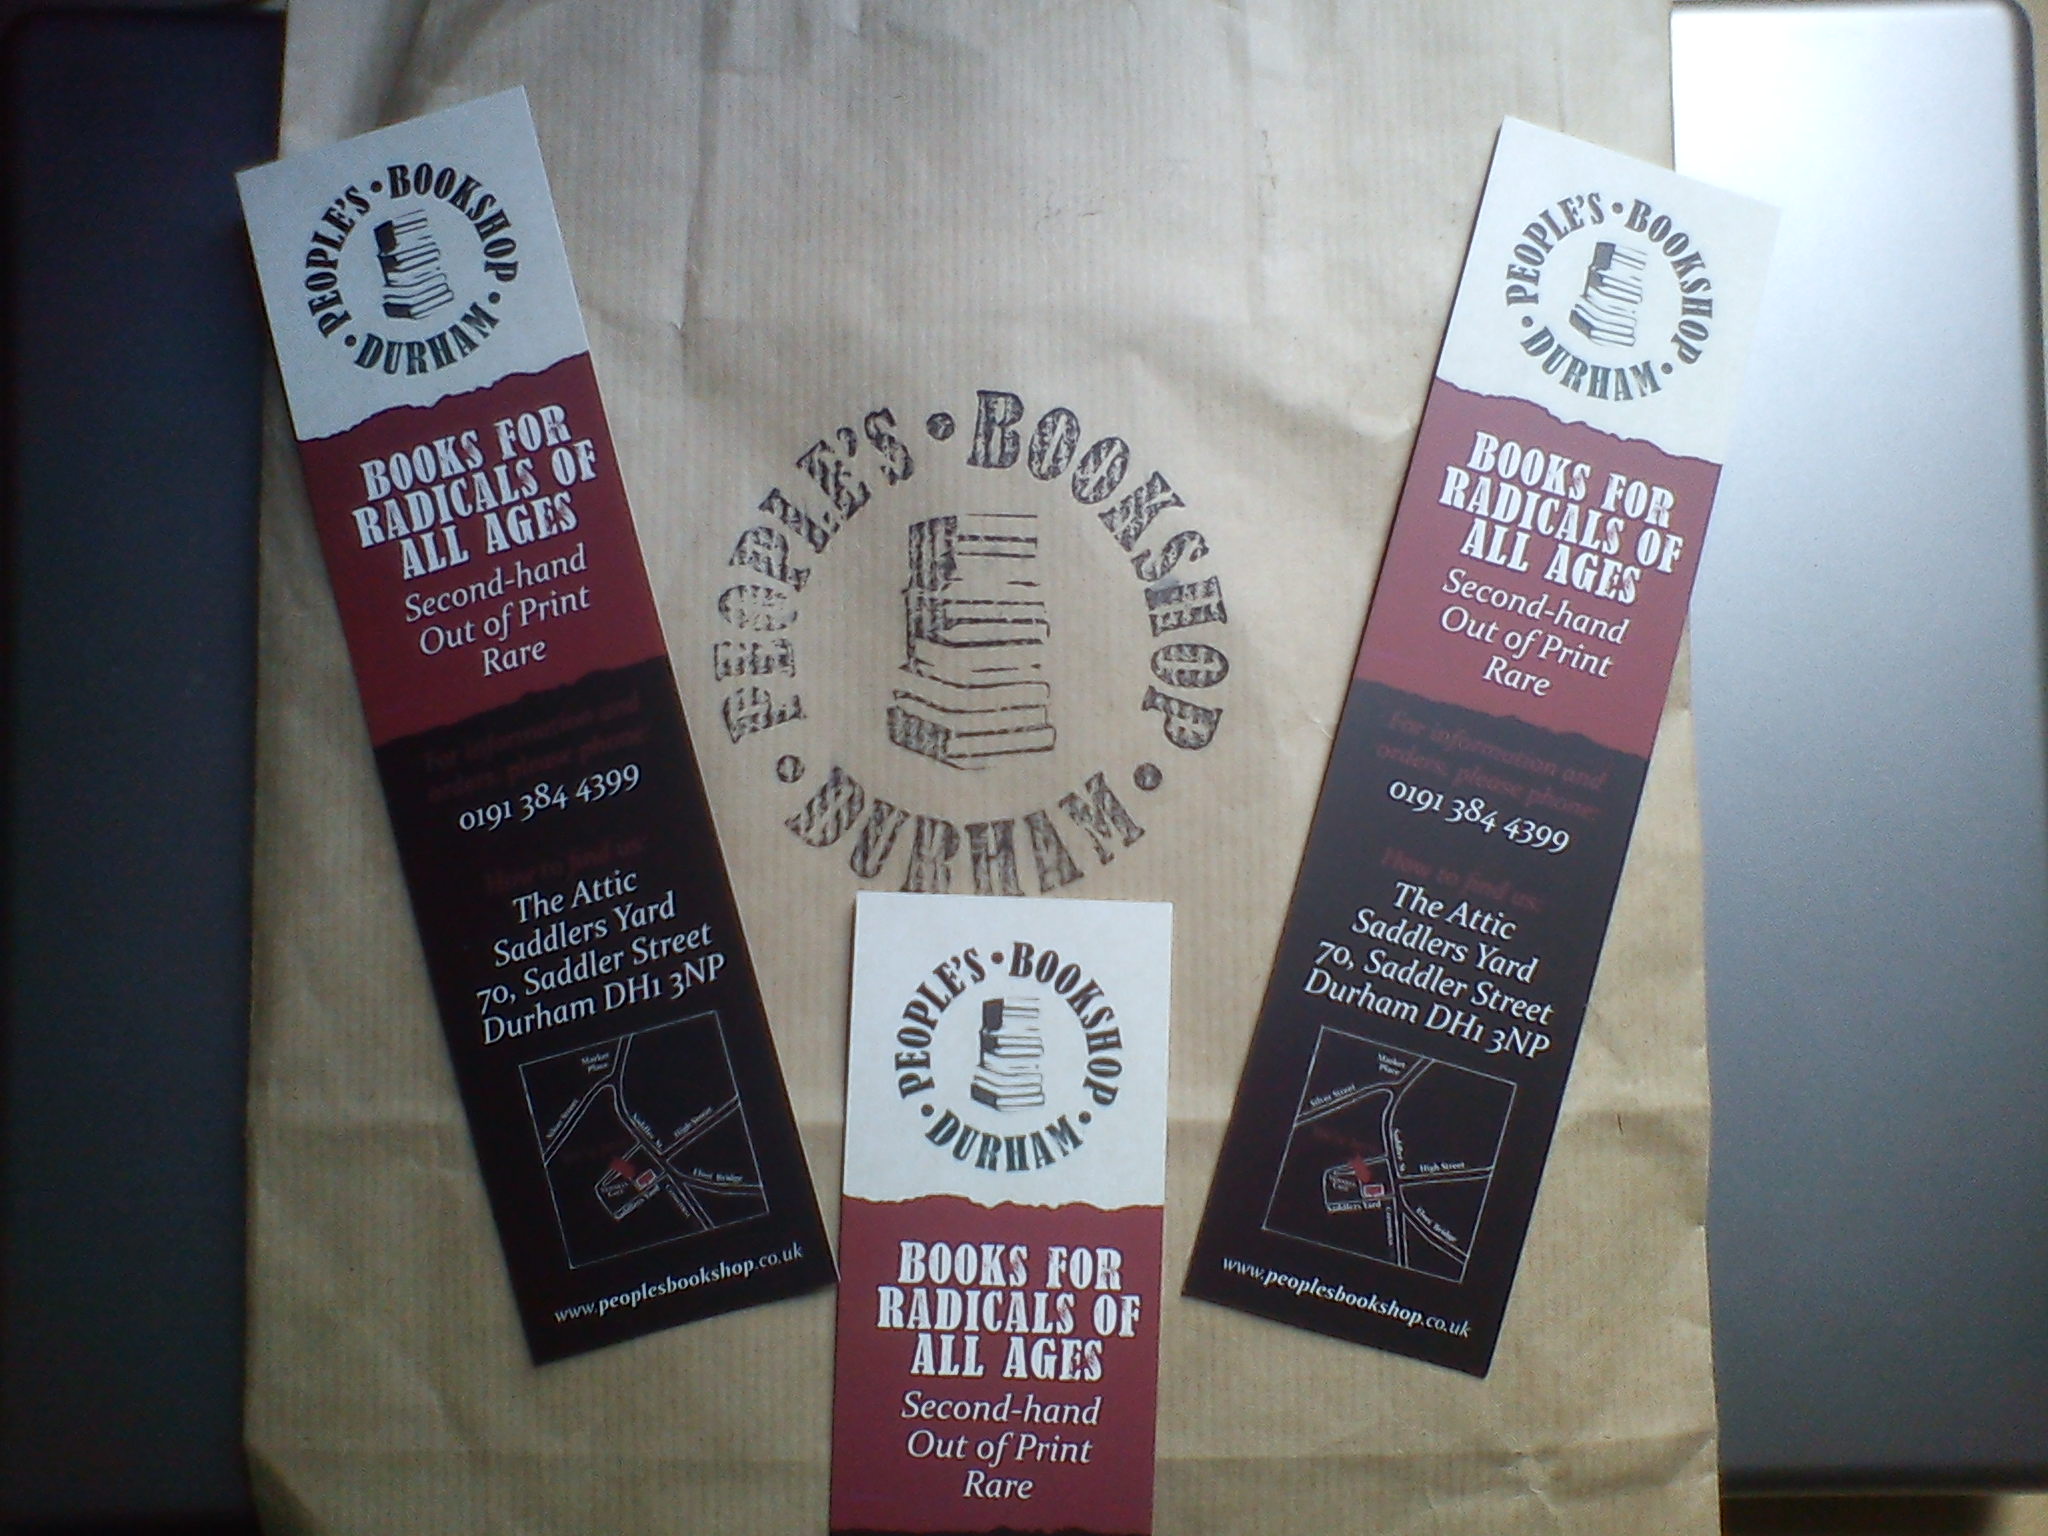 PEOPLE'S • BOOKSHOP • DURHAM •
BOOKS FOR
RADICALS OF
ALL AGES
Second-hand
Out of Print
Rare
For information and
orders, please phone:
0191 384 4399
How to find us:
The Attic
Saddlers Yard
70, Saddler Street
Durham DH1 3NP
Market
Place
Silver Street
Saddler St
High Street
Elvet Bridge
Saddlers Yard
www.peoplesbookshop.co.uk
PEOPLE'S • BOOKSHOP • DURHAM •
PEOPLE'S • BOOKSHOP • DURHAM •
BOOKS FOR
RADICALS OF
ALL AGES
Second-hand
Out of Print
Rare
PEOPLE'S • BOOKSHOP • DURHAM •
BOOKS FOR
RADICALS OF
ALL AGES
Second-hand
Out of Print
Rare
For information and
orders, please phone:
0191 384 4399
How to find us:
The Attic
Saddlers Yard
70, Saddler Street
Durham DH1 3NP
Market
Place
Silver Street
Saddler St
High Street
Elvet Bridge
Saddlers Yard
www.peoplesbookshop.co.uk